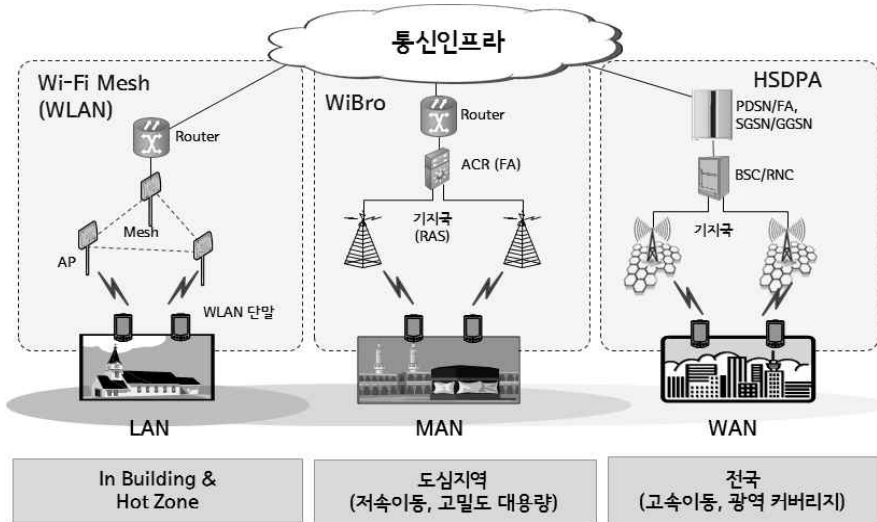 통신인프라
Wi-Fi Mesh
(WLAN)
Router
Mesh
AP
WLAN 단말
WiBro
Router
ACR (FA)
기지국
(RAS)
HSDPA
PDSN/FA,
SGSN/GGSN
BSC/RNC
기지국
LAN
MAN
WAN
In Building &
Hot Zone
도심지역
(저속이동, 고밀도 대용량)
전국
(고속이동, 광역 커버리지)